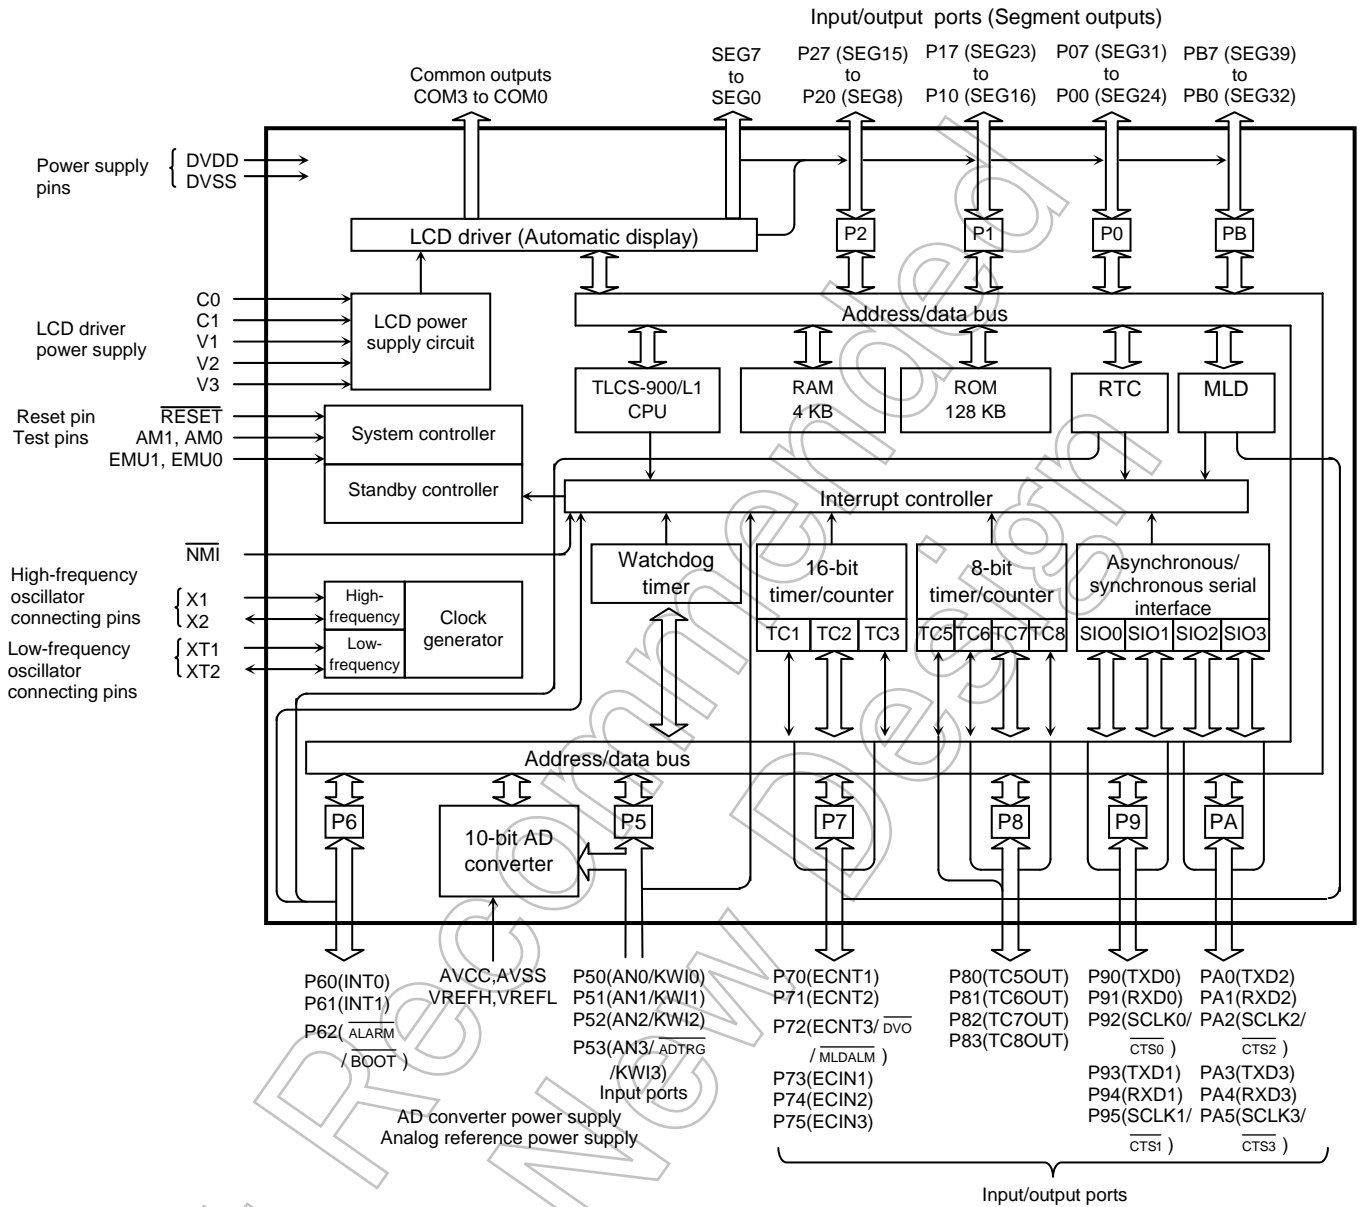 Input/output ports (Segment outputs)
SEG7
to
SEG0
P27 (SEG15)
to
P20 (SEG8)
P17 (SEG23)
to
P10 (SEG16)
P07 (SEG31)
to
P00 (SEG24)
PB7 (SEG39)
to
PB0 (SEG32)
Common outputs
COM3 to COM0
Power supply
pins
DVDD
DVSS
LCD driver (Automatic display)
P2
P1
P0
PB
Address/data bus
LCD driver
power supply
C0
C1
V1
V2
V3
LCD power
supply circuit
TLCS-900/L1
CPU
RAM
4 KB
ROM
128 KB
RTC
MLD
Reset pin
Test pins
RESET
AM1, AM0
EMU1, EMU0
System controller
Standby controller
Interrupt controller
NMI
High-frequency
oscillator
connecting pins
X1
X2
Low-frequency
oscillator
connecting pins
XT1
XT2
High-
frequency
Low-
frequency
Clock
generator
Watchdog
timer
16-bit
timer/counter
TC1 TC2 TC3
8-bit
timer/counter
TC5 TC6 TC7 TC8
Asynchronous/
synchronous serial
interface
SIO0 SIO1 SIO2 SIO3
Address/data bus
P6
10-bit AD
converter
P5
P7
P8
P9
PA
P60(INT0)
P61(INT1)
P62( ALARM
/ BOOT )
AVCC,AVSS
VREFH,VREFL
P50(AN0/KWI0)
P51(AN1/KWI1)
P52(AN2/KWI2)
P53(AN3/ ADTRG
/KWI3)
Input ports
AD converter power supply
Analog reference power supply
P70(ECNT1)
P71(ECNT2)
P72(ECNT3/ DVO
/ MLDALM )
P73(ECIN1)
P74(ECIN2)
P75(ECIN3)
P80(TC5OUT)
P81(TC6OUT)
P82(TC7OUT)
P83(TC8OUT)
P90(TXD0)
P91(RXD0)
P92(SCLK0/
CTS0 )
P93(TXD1)
P94(RXD1)
P95(SCLK1/
CTS1 )
PA0(TXD2)
PA1(RXD2)
PA2(SCLK2/
CTS2 )
PA3(TXD3)
PA4(RXD3)
PA5(SCLK3/
CTS3 )
Input/output ports
Recommended
New Design